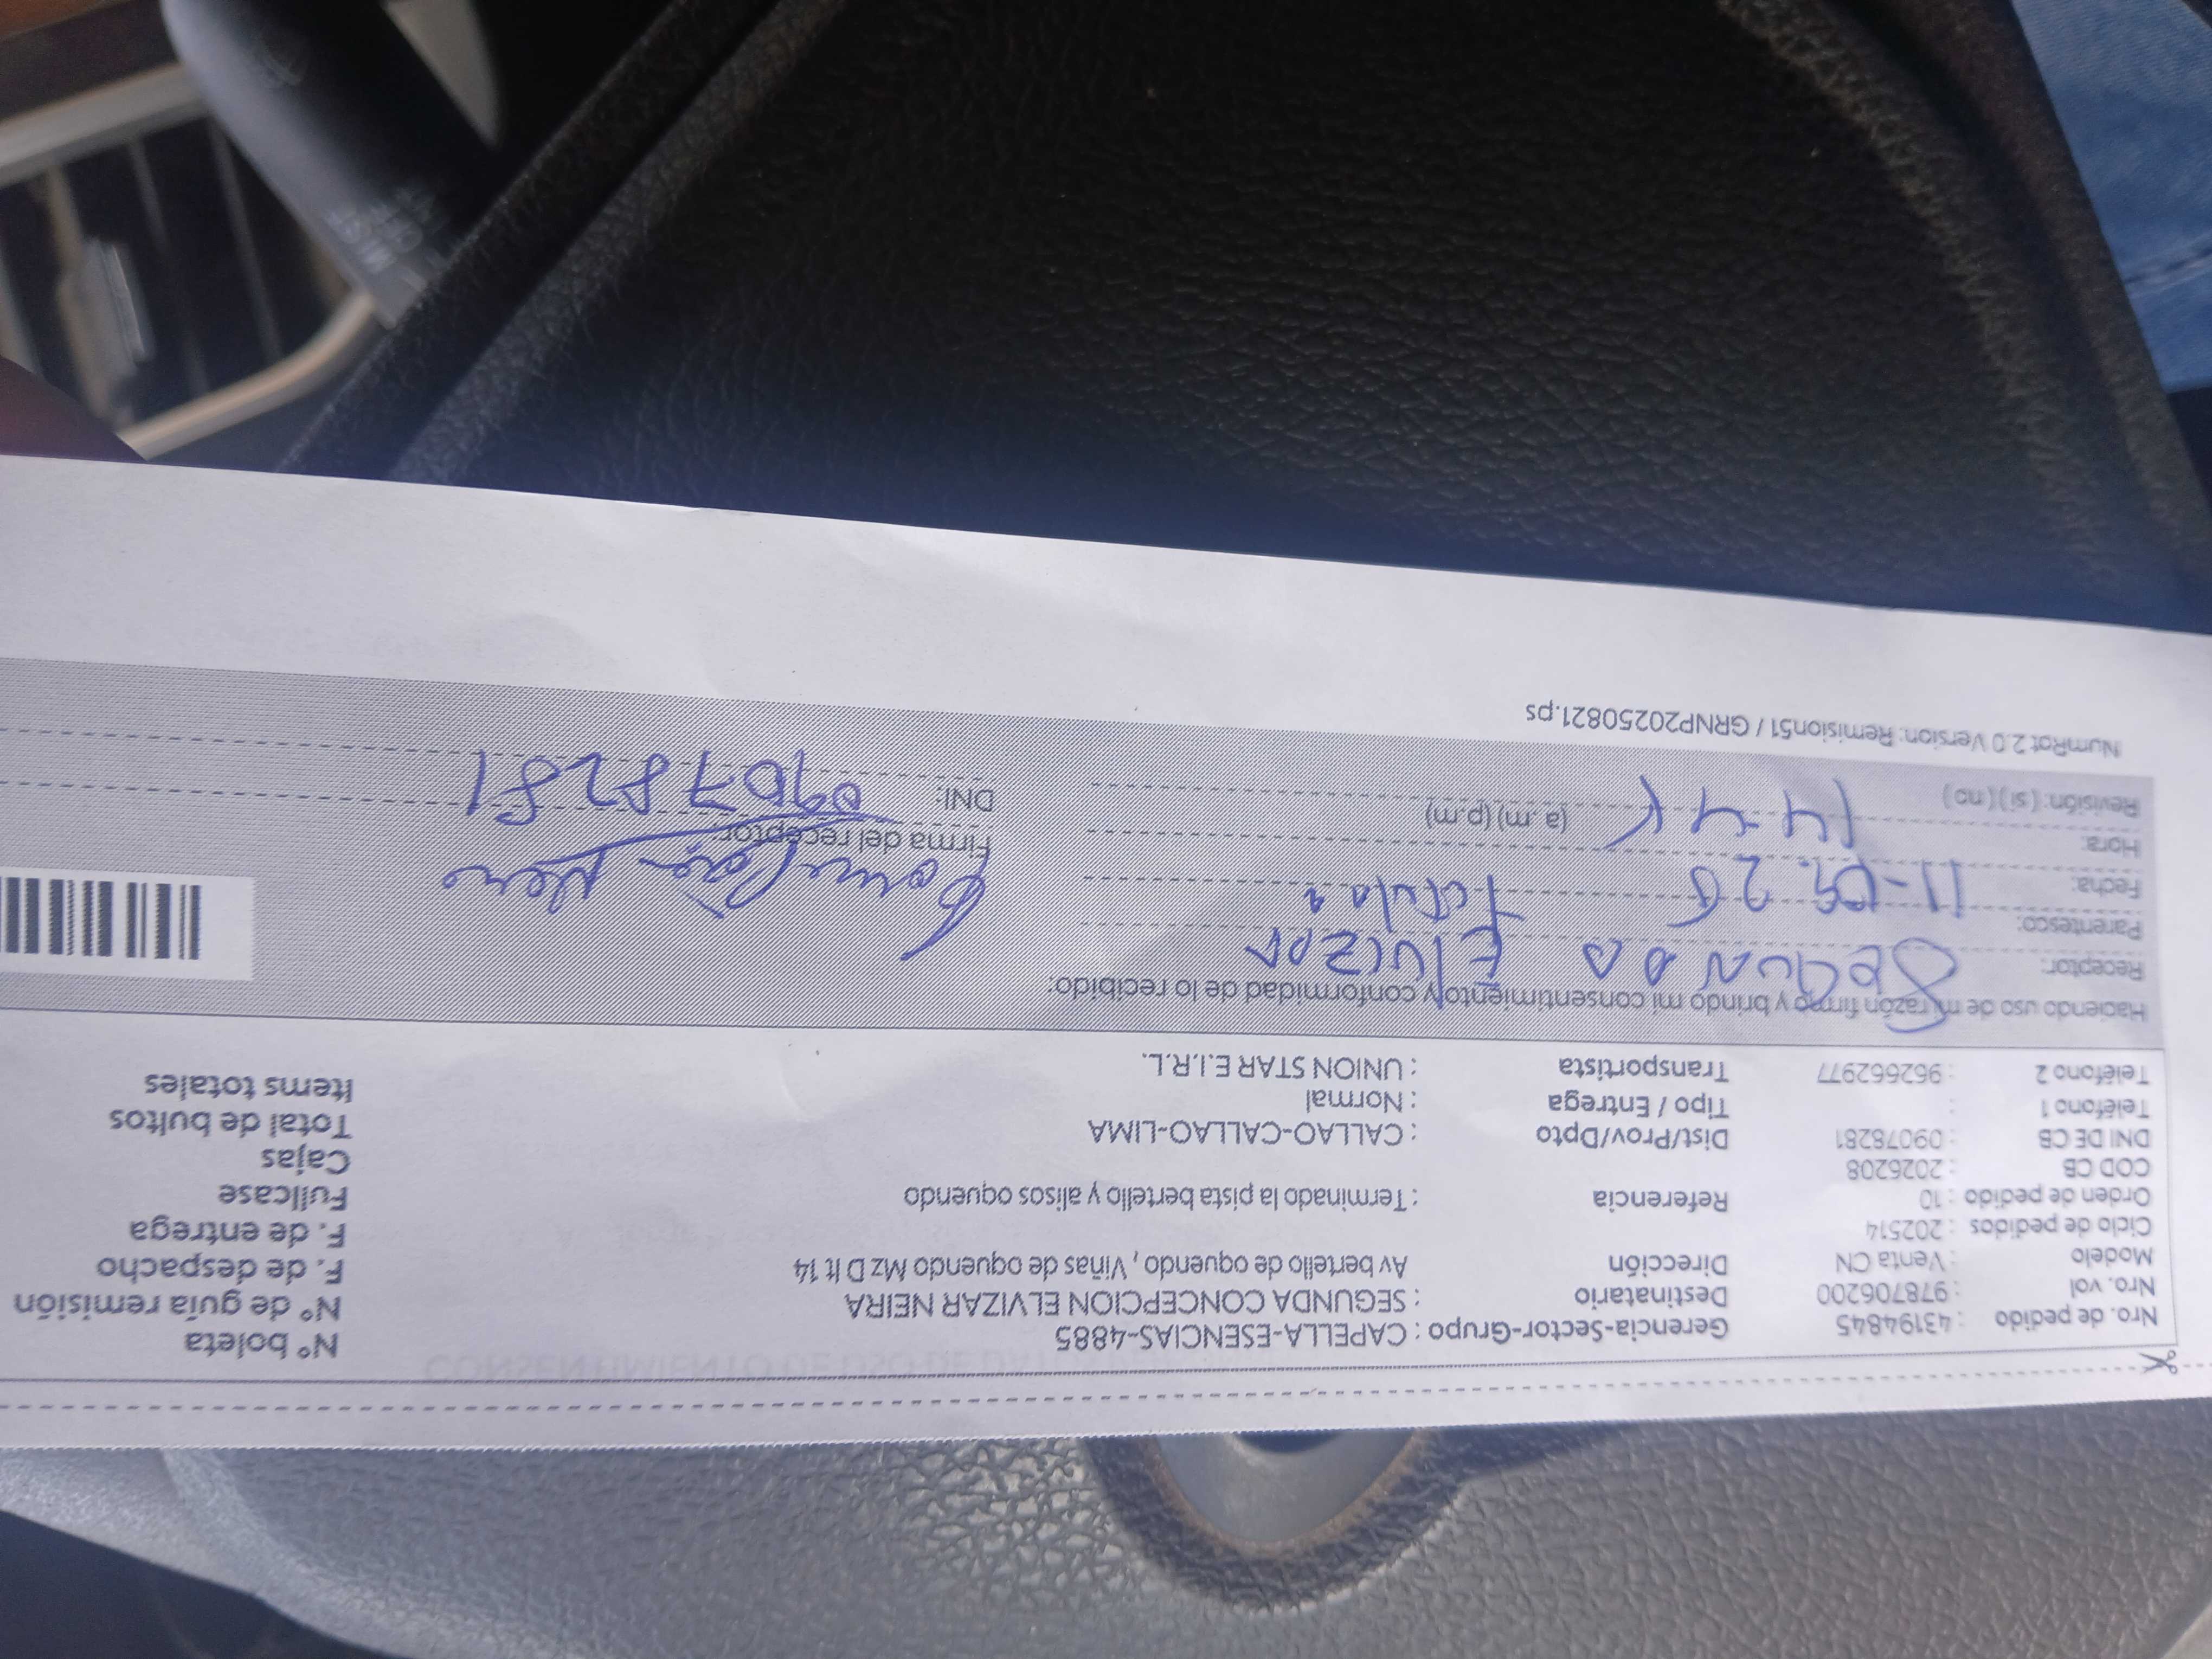 Nro. de pedido : 43194845 Gerencia-Sector-Grupo : CAPELLA-ESENCIAS-4885 N° boleta
Nro. vol : 978706200 Destinatario : SEGUNDA CONCEPCION ELVIZAR NEIRA N° de guía remisión
Modelo : Venta CN Dirección Av bertello de oquendo , Viñas de oquendo Mz D lt 14 F. de despacho
Ciclo de pedidos : 202514 F. de entrega
Orden de pedido : 10 Referencia : Terminado la pista bertello y alisos oquendo Fullcase
COD CB : 2026208 Cajas
DNI DE CB : 09078281 Dist/Prov/Dpto : CALLAO-CALLAO-LIMA Total de bultos
Teléfono 1 : Tipo / Entrega : Normal Items totales
Teléfono 2 : 962662977 Transportista : UNION STAR E.I.R.L.
Haciendo uso de mi razón firmo y brindo mi consentimiento y conformidad de lo recibido:
Receptor: SEGUNDA ElvizAR
Parentesco: titular
Fecha: 11-09.25
Hora: 14 44 (a.m) (p.m) Firma del receptor:
Revisión: (si) (no) DNI: 09078281
NumRot 2.0 Version: Remision51 / GRNP20250821.ps